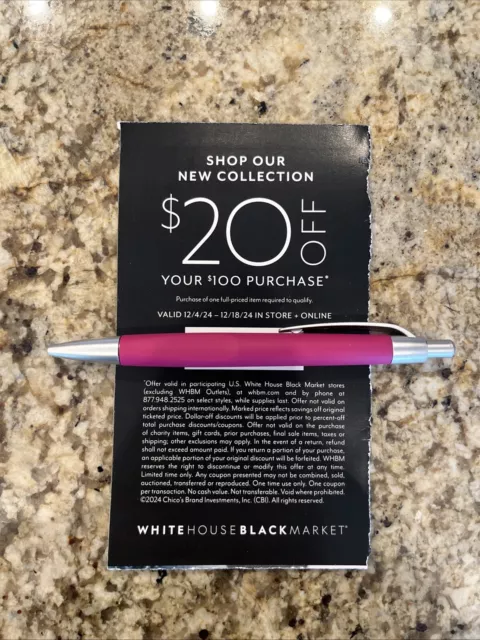 SHOP OUR
NEW COLLECTION
$20 OFF
YOUR $100 PURCHASE*
Purchase of one full-priced item required to qualify.
VALID 12/4/24 – 12/18/24 IN STORE + ONLINE
*Offer valid in participating U.S. White House Black Market stores
(excluding WHBM Outlets), at whbm.com and by phone at
877.948.2525 on select styles, while supplies last. Offer not valid on
orders shipping internationally. Marked price reflects savings off original
ticketed price. Dollar-off discounts will be applied prior to percent-off
total purchase discounts/coupons. Offer not valid on the purchase
of charity items, gift cards, prior purchases, final sale items, taxes or
shipping; other exclusions may apply. In the event of a return, refund
shall not exceed amount paid. If you return a portion of your purchase,
an applicable portion of your original discount will be forfeited. WHBM
reserves the right to discontinue or modify this offer at any time.
Limited time only. Any coupon presented may not be combined, sold,
auctioned, transferred or reproduced. One time use only. One coupon
per transaction. No cash value. Not transferable. Void where prohibited.
©2024 Chico's Brand Investments, Inc. (CBI). All rights reserved.
WHITEHOUSEBLACKMARKET